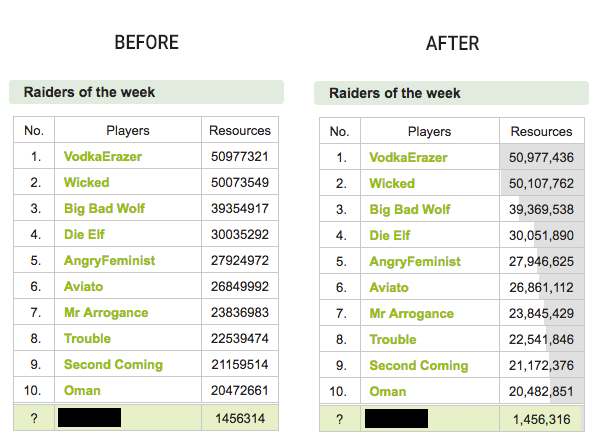 BEFORE
Raiders of the week
No. Players Resources
1. VodkaErazer 50977321
2. Wicked 50073549
3. Big Bad Wolf 39354917
4. Die Elf 30035292
5. AngryFeminist 27924972
6. Aviato 26849992
7. Mr Arrogance 23836983
8. Trouble 22539474
9. Second Coming 21159514
10. Oman 20472661
? 1456314
AFTER
Raiders of the week
No. Players Resources
1. VodkaErazer 50,977,436
2. Wicked 50,107,762
3. Big Bad Wolf 39,369,538
4. Die Elf 30,051,890
5. AngryFeminist 27,946,625
6. Aviato 26,861,112
7. Mr Arrogance 23,845,429
8. Trouble 22,541,846
9. Second Coming 21,172,376
10. Oman 20,482,851
? 1,456,316